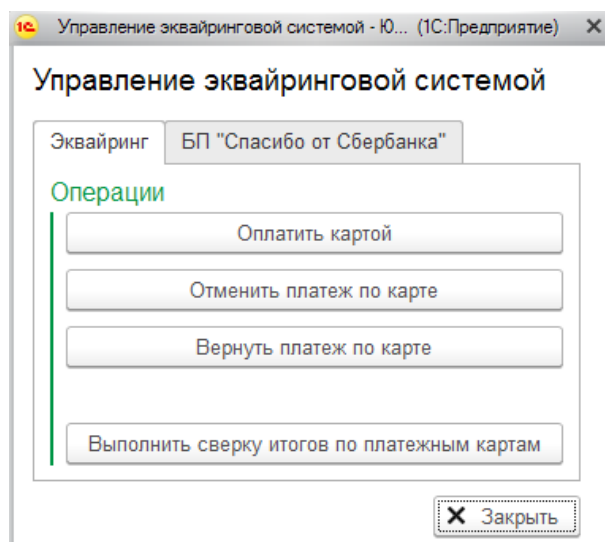 1С Управление эквайринговой системой - Ю... (1С:Предприятие)
Управление эквайринговой системой
Эквайринг БП "Спасибо от Сбербанка"
Операции
Оплатить картой
Отменить платеж по карте
Вернуть платеж по карте
Выполнить сверку итогов по платежным картам
Закрыть